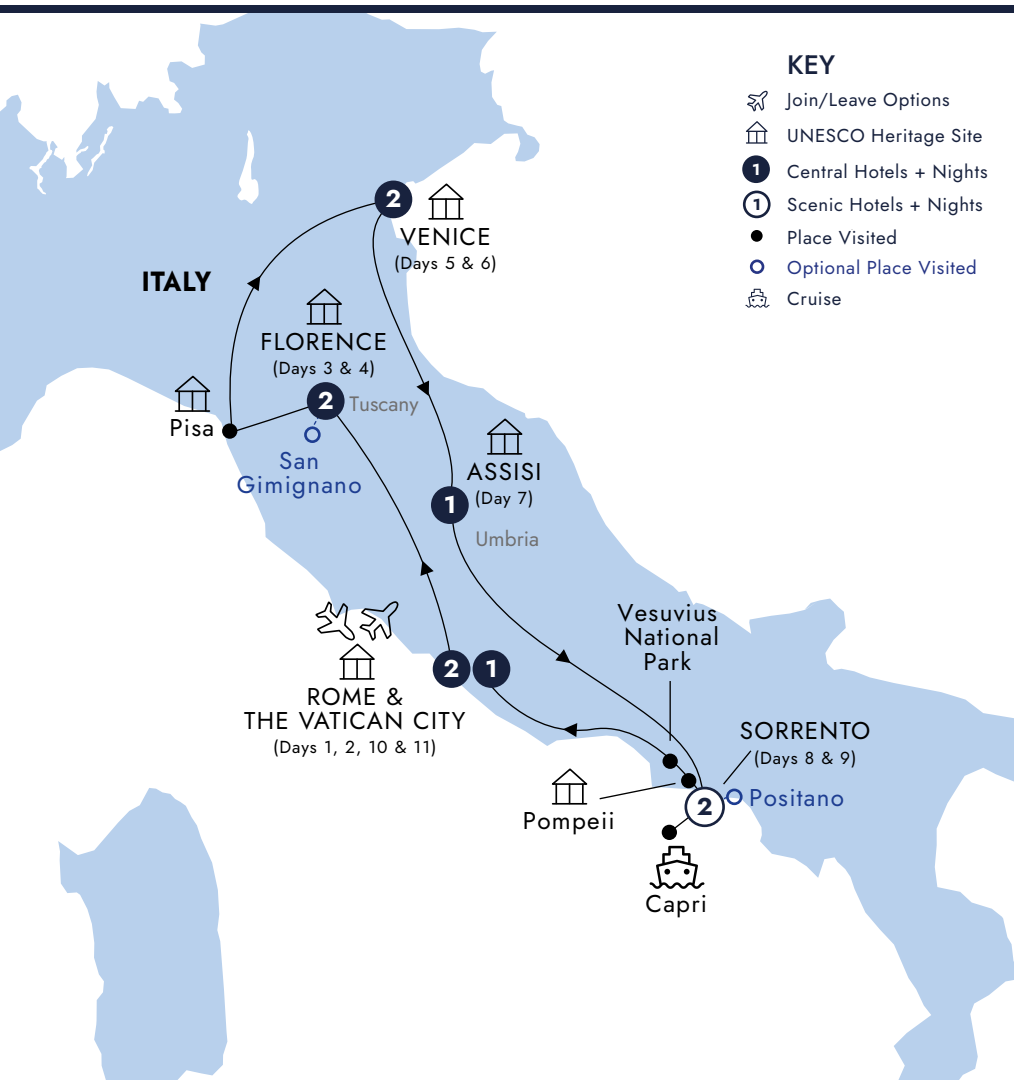 KEY
Join/Leave Options
UNESCO Heritage Site
1 Central Hotels + Nights
1 Scenic Hotels + Nights
Place Visited
Optional Place Visited
Cruise
2
VENICE
(Days 5 & 6)
ITALY
FLORENCE
(Days 3 & 4)
2 Tuscany
Pisa
San
Gimignano
ASSISI
(Day 7)
1
Umbria
Vesuvius
National
Park
2 1
ROME &
THE VATICAN CITY
(Days 1, 2, 10 & 11)
SORRENTO
(Days 8 & 9)
2 Positano
Pompeii
Capri